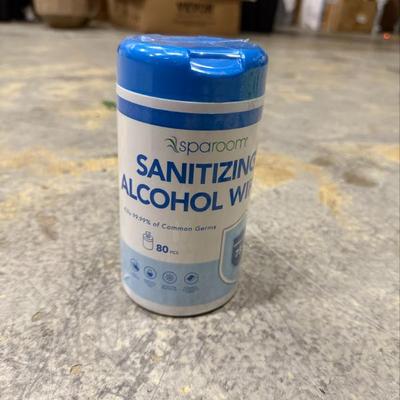 sparoom
SANITIZING
ALCOHOL WI
Kills 99.99% of Common Germs
80 PCS